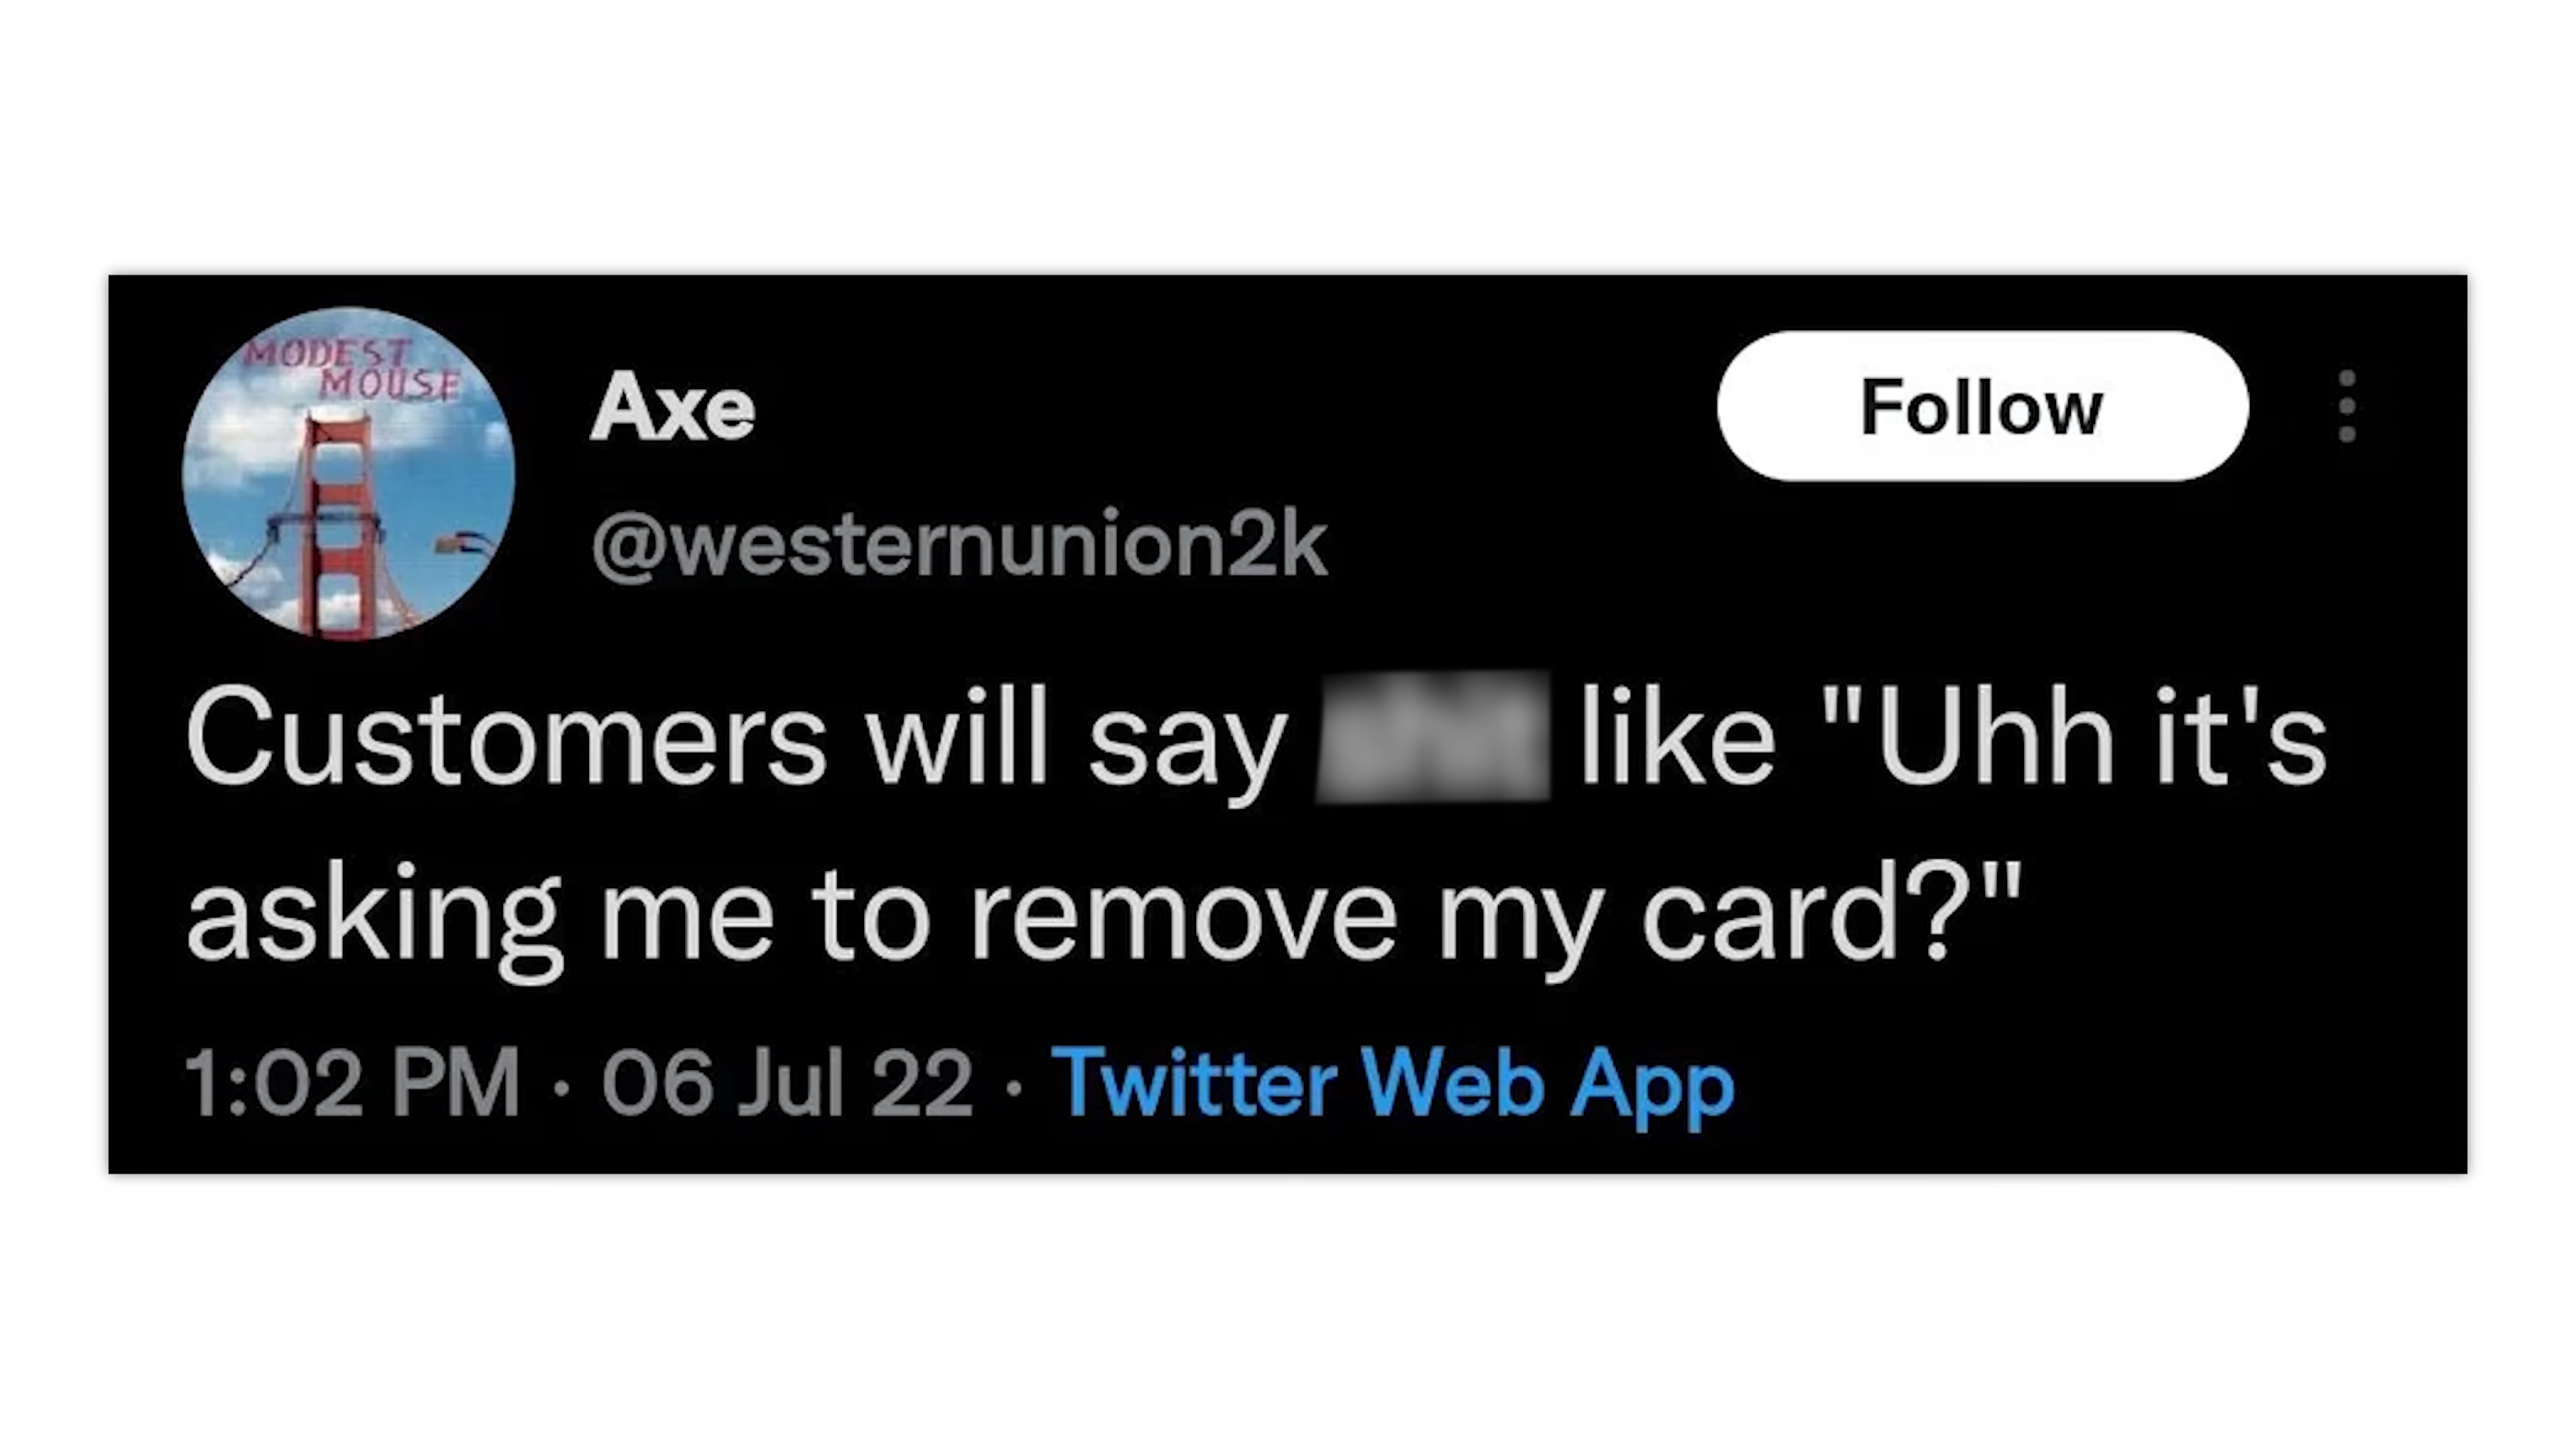 MODEST
MOUSE
Axe
Follow
@westernunion2k
Customers will say like "Uhh it's
asking me to remove my card?"
1:02 PM · 06 Jul 22 · Twitter Web App